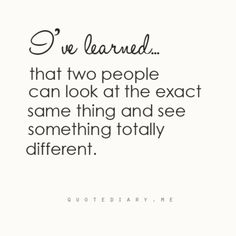 I've learned...
that two people
can look at the exact
same thing and see
something totally
different.
QUOTEDIARY.ME